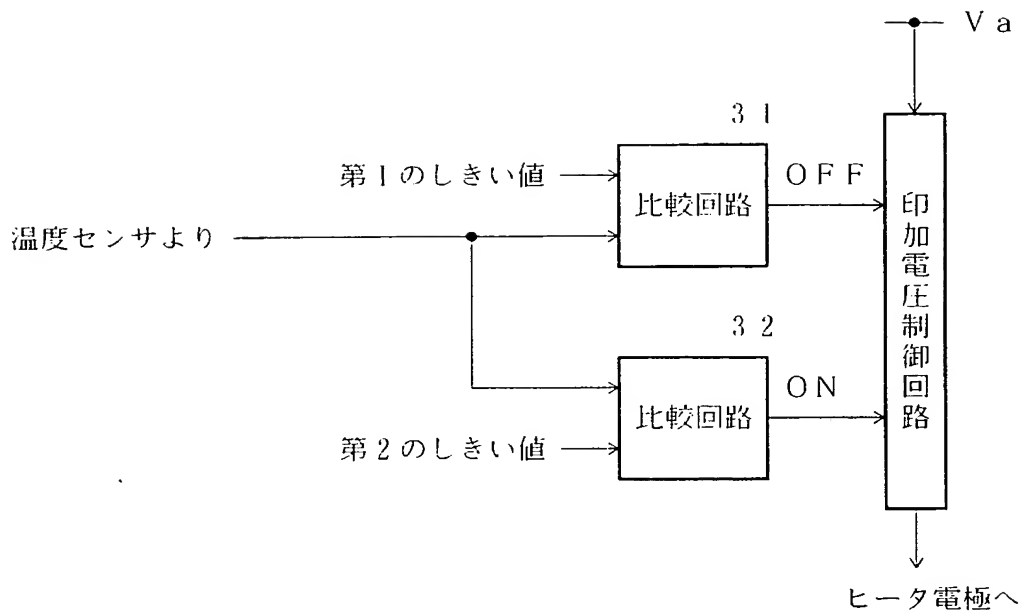 Ｖａ
３１
第１のしきい値
ＯＦＦ
比較回路
温度センサより
印加電圧制御回路
３２
ＯＮ
比較回路
第２のしきい値
ヒータ電極へ